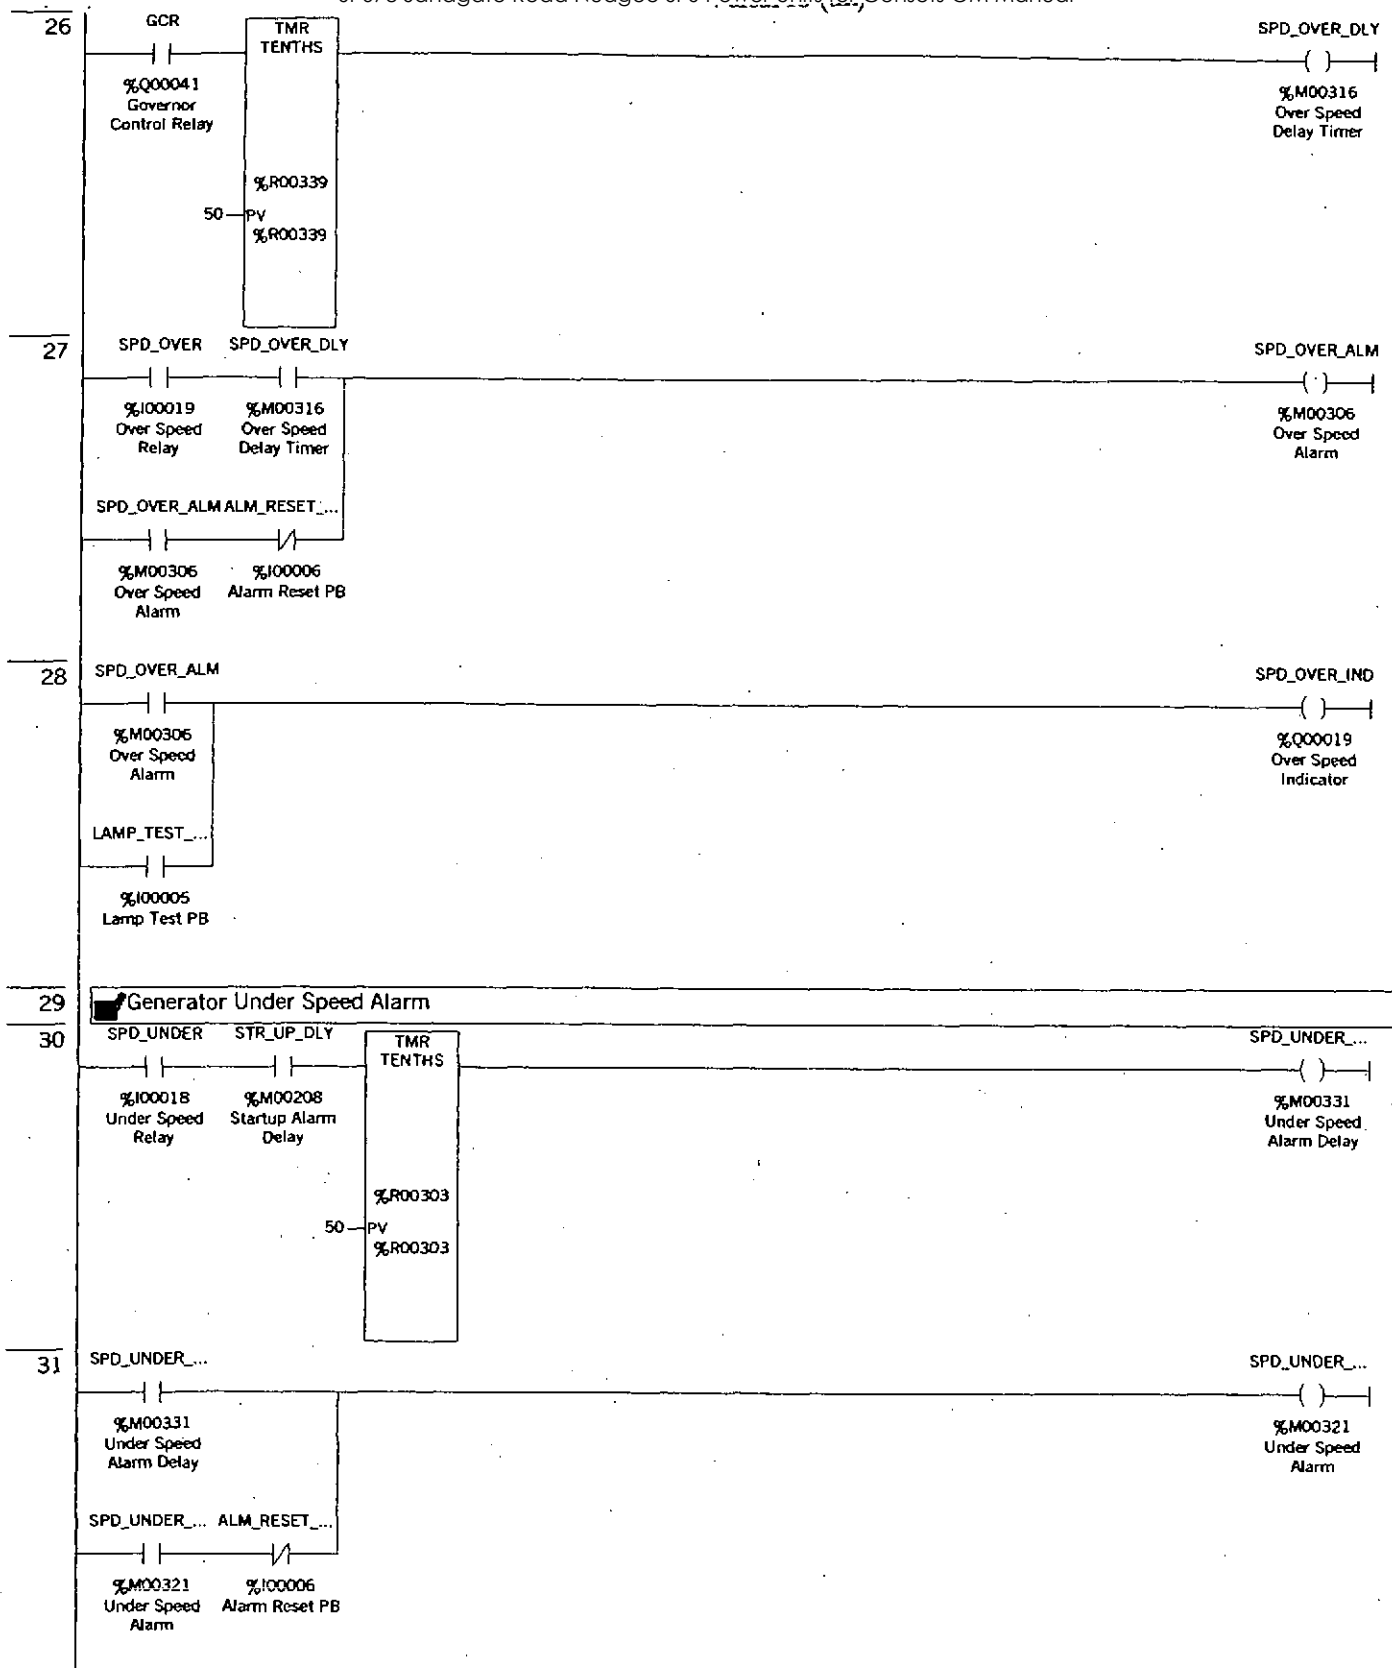 26
GCR
TMR
TENTHS
SPD_OVER_DLY
%Q00041
Governor
Control Relay
%M00316
Over Speed
Delay Timer
%R00339
50
PV
%R00339
27
SPD_OVER
SPD_OVER_DLY
SPD_OVER_ALM
%I00019
Over Speed
Relay
%M00316
Over Speed
Delay Timer
%M00306
Over Speed
Alarm
SPD_OVER_ALM
ALM_RESET_...
%M00306
Over Speed
Alarm
%I00006
Alarm Reset PB
28
SPD_OVER_ALM
SPD_OVER_IND
%M00306
Over Speed
Alarm
%Q00019
Over Speed
Indicator
LAMP_TEST_...
%I00005
Lamp Test PB
29
Generator Under Speed Alarm
30
SPD_UNDER
STR_UP_DLY
TMR
TENTHS
SPD_UNDER_...
%I00018
Under Speed
Relay
%M00208
Startup Alarm
Delay
%M00331
Under Speed
Alarm Delay
%R00303
50
PV
%R00303
31
SPD_UNDER_...
SPD_UNDER_...
%M00331
Under Speed
Alarm Delay
%M00321
Under Speed
Alarm
SPD_UNDER_...
ALM_RESET_...
%M00321
Under Speed
Alarm
%I00006
Alarm Reset PB